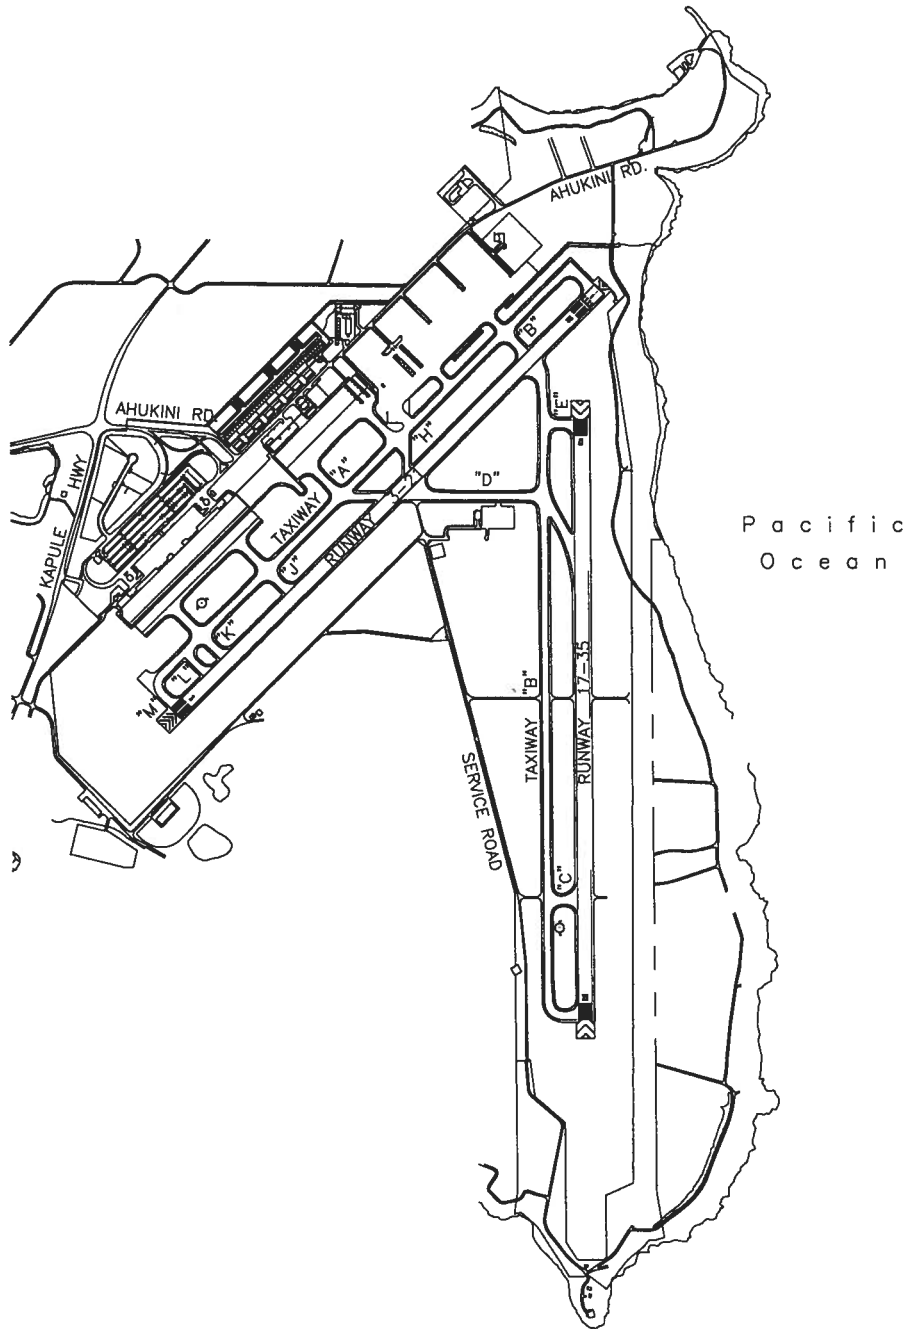 AHUKINI RD.
"B"
"E"
AHUKINI RD.
"H"
KAPULE HWY
"A"
"D"
TAXIWAY
RUNWAY
Pacific
Ocean
"J"
"K"
"L"
"B"
17-35
"M"
TAXIWAY
RUNWAY
SERVICE ROAD
"C"